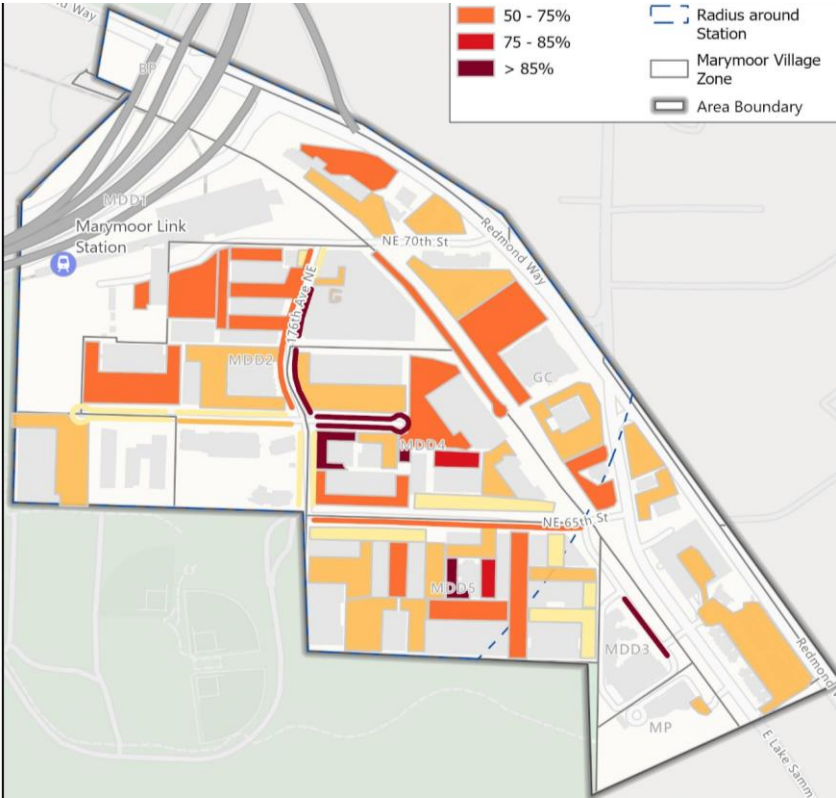 50 - 75%
75 - 85%
> 85%
Radius around
Station
Marymoor Village
Zone
Area Boundary
Way
BP
MDD1
Marymoor Link
Station
NE 70th St
Redmond Way
176th Ave NE
MDD2
GC
MDD4
NE 65th St
MDD5
MDD3
Redmond
MP
E Lake Samm